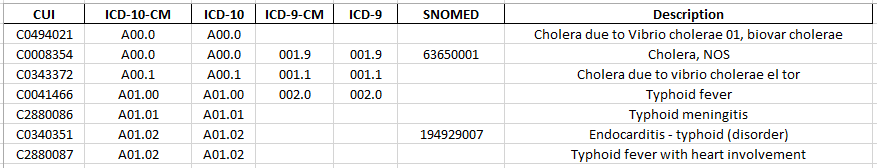 CUI ICD-10-CM ICD-10 ICD-9-CM ICD-9 SNOMED Description
C0494021 A00.0 A00.0 Cholera due to Vibrio cholerae 01, biovar cholerae
C0008354 A00.0 A00.0 001.9 001.9 63650001 Cholera, NOS
C0343372 A00.1 A00.1 001.1 001.1 Cholera due to vibrio cholerae el tor
C0041466 A01.00 A01.00 002.0 002.0 Typhoid fever
C2880086 A01.01 A01.01 Typhoid meningitis
C0340351 A01.02 A01.02 194929007 Endocarditis - typhoid (disorder)
C2880087 A01.02 A01.02 Typhoid fever with heart involvement